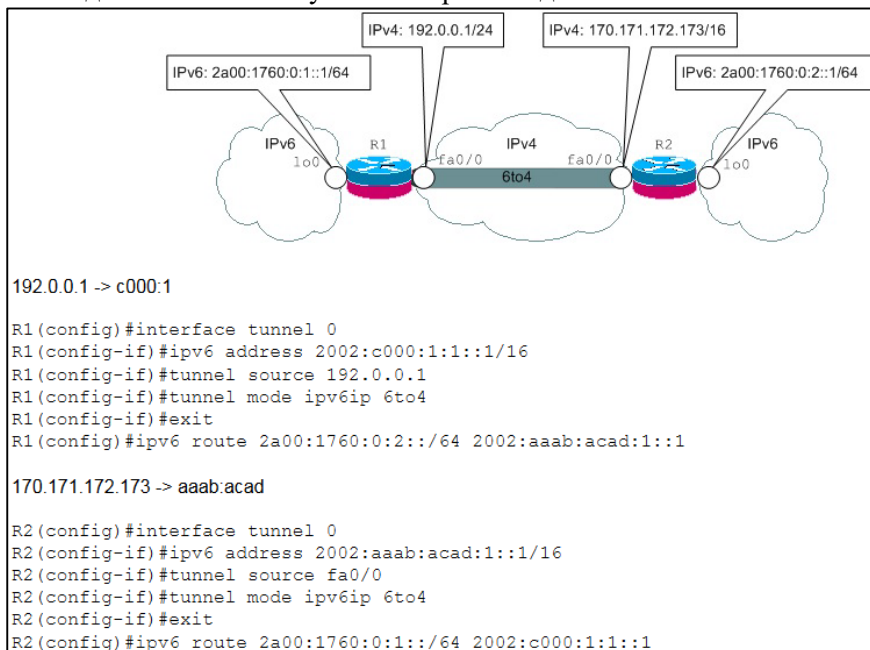 IPv4: 192.0.0.1/24
IPv4: 170.171.172.173/16
IPv6: 2a00:1760:0:1::1/64
IPv6: 2a00:1760:0:2::1/64
IPv6
R1
IPv4
R2
IPv6
lo0
fa0/0
fa0/0
lo0
6to4
192.0.0.1 -> c000:1
R1(config)#interface tunnel 0
R1(config-if)#ipv6 address 2002:c000:1:1::1/16
R1(config-if)#tunnel source 192.0.0.1
R1(config-if)#tunnel mode ipv6ip 6to4
R1(config-if)#exit
R1(config)#ipv6 route 2a00:1760:0:2::/64 2002:aaab:acad:1::1
170.171.172.173 -> aaab:acad
R2(config)#interface tunnel 0
R2(config-if)#ipv6 address 2002:aaab:acad:1::1/16
R2(config-if)#tunnel source fa0/0
R2(config-if)#tunnel mode ipv6ip 6to4
R2(config-if)#exit
R2(config)#ipv6 route 2a00:1760:0:1::/64 2002:c000:1:1::1